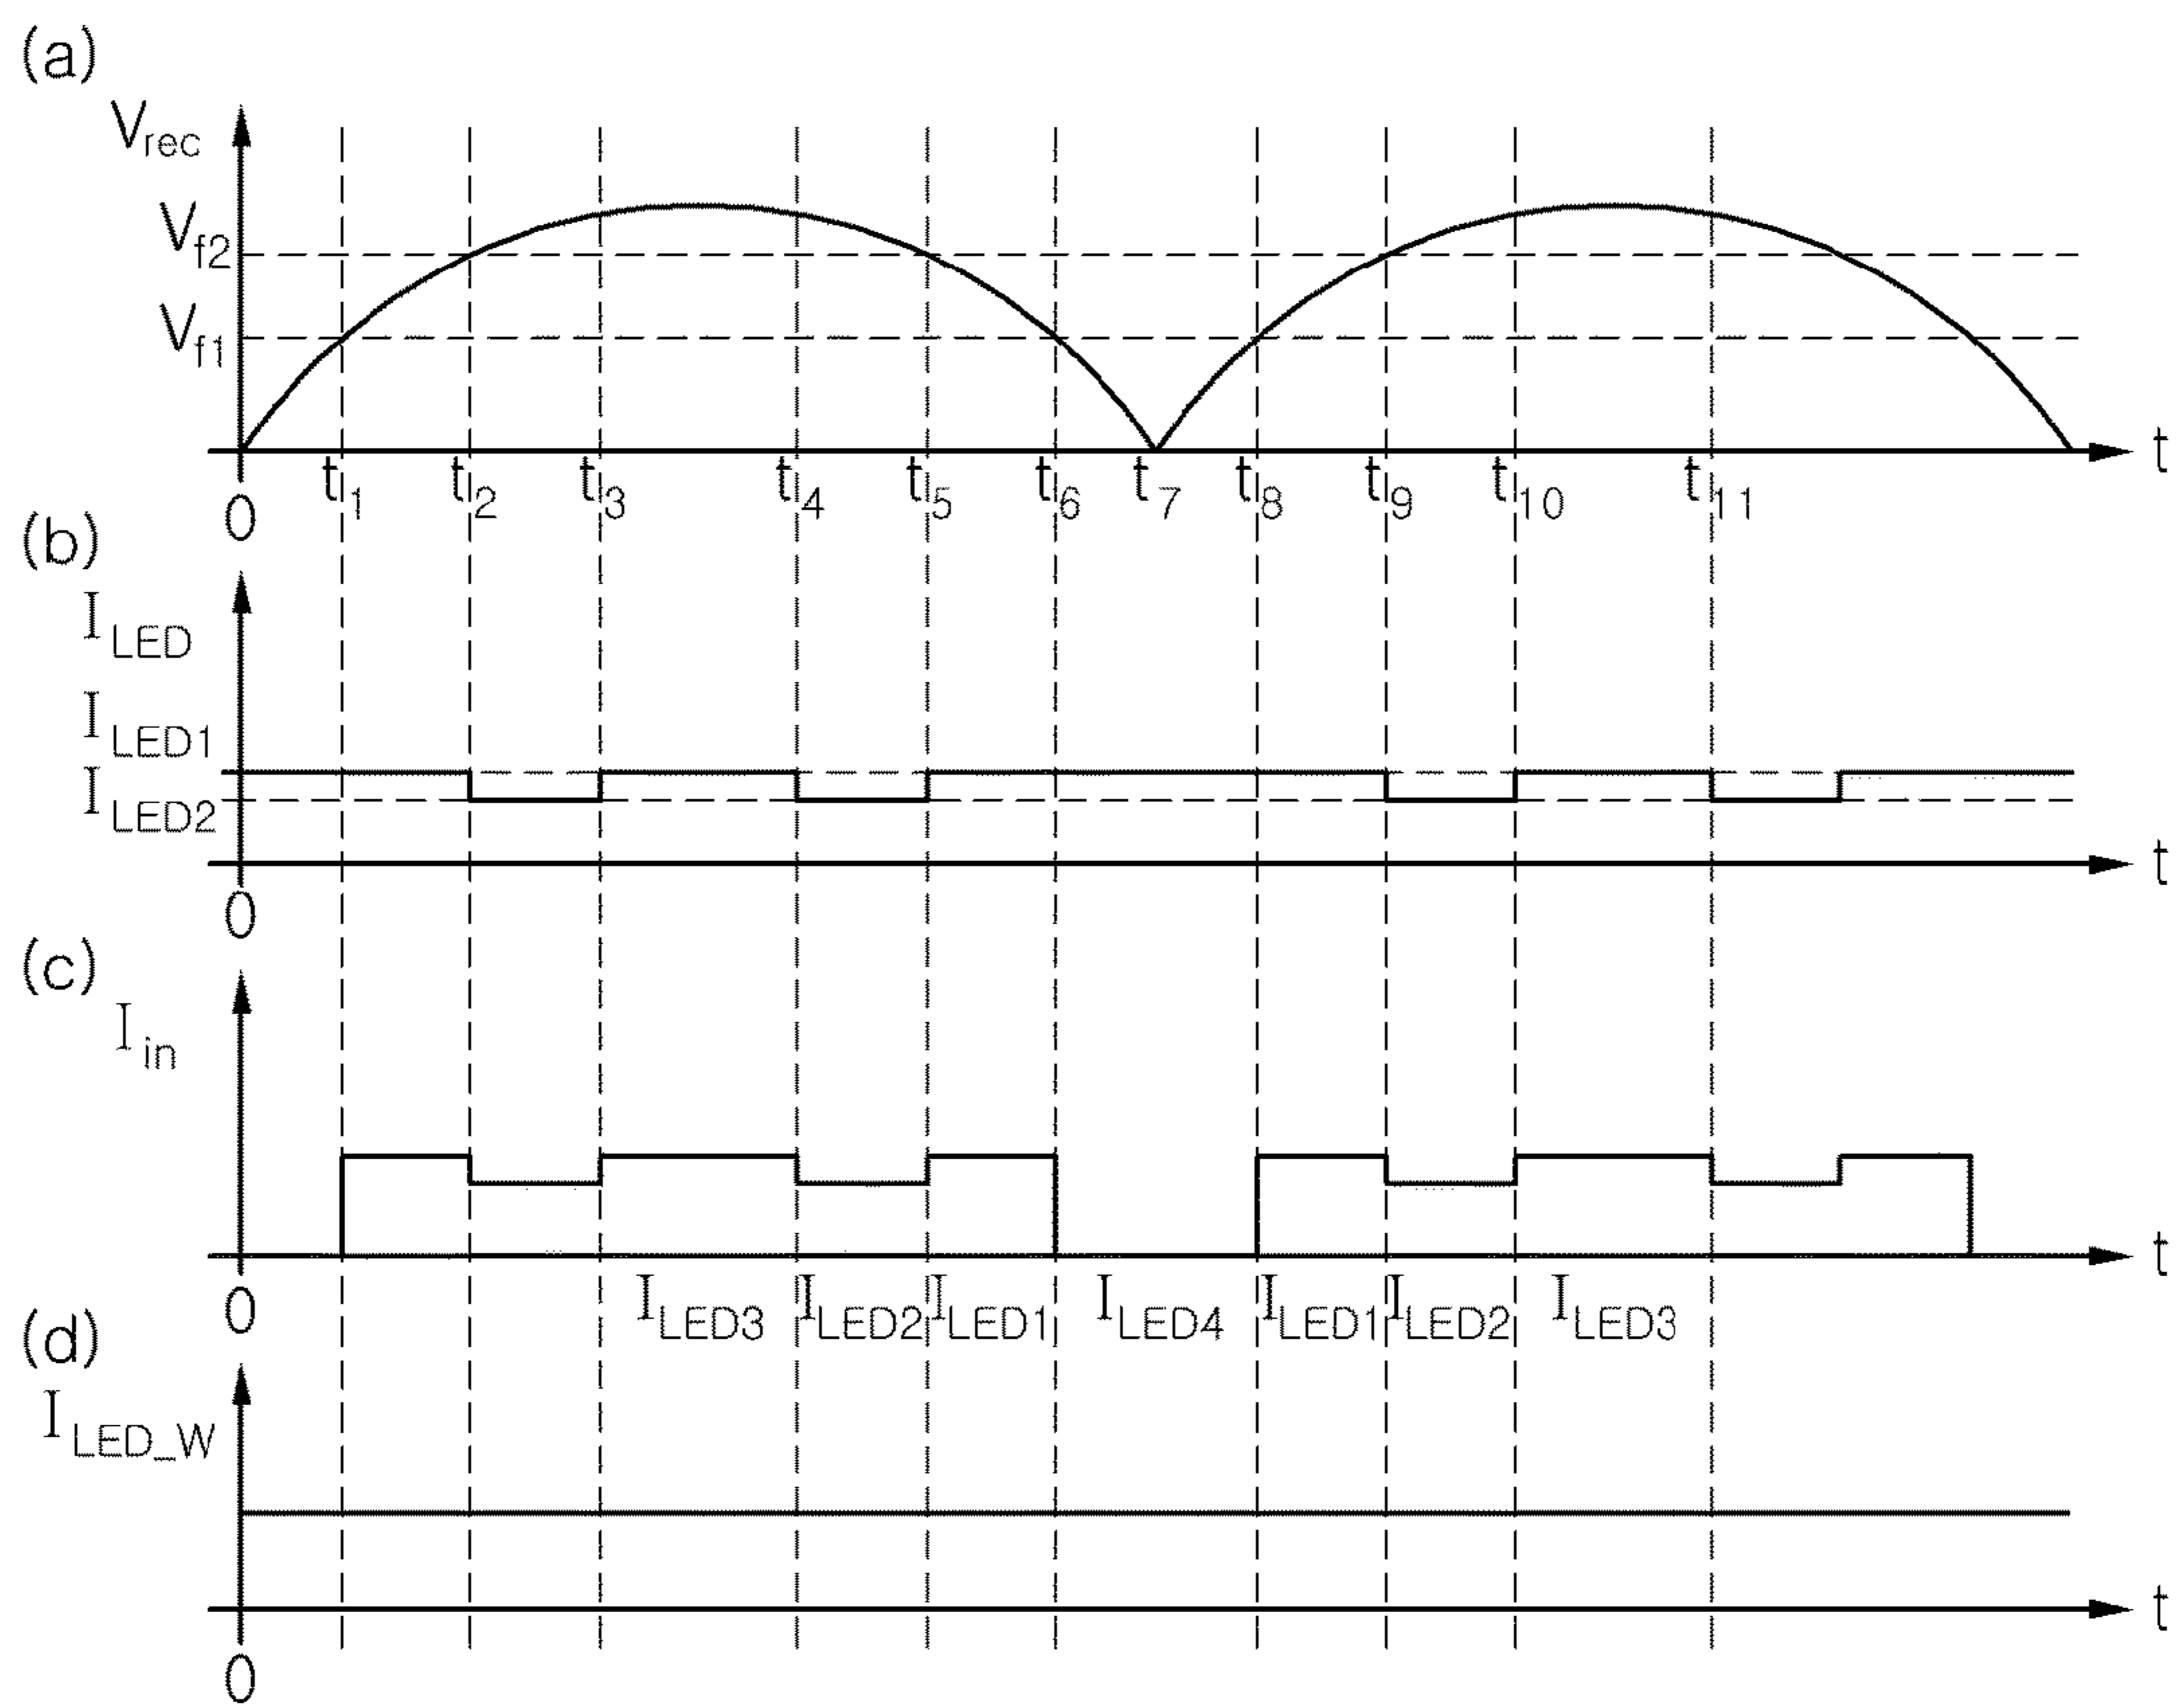 (a)
Vrec
Vf2
Vf1
t1 t2 t3 t4 t5 t6 t7 t8 t9 t10 t11 t
0
(b)
ILED
ILED1
ILED2
t
0
(c)
Iin
t
ILED3 ILED2 ILED1 ILED4 ILED1 ILED2 ILED3
0
(d)
ILED_W
t
0